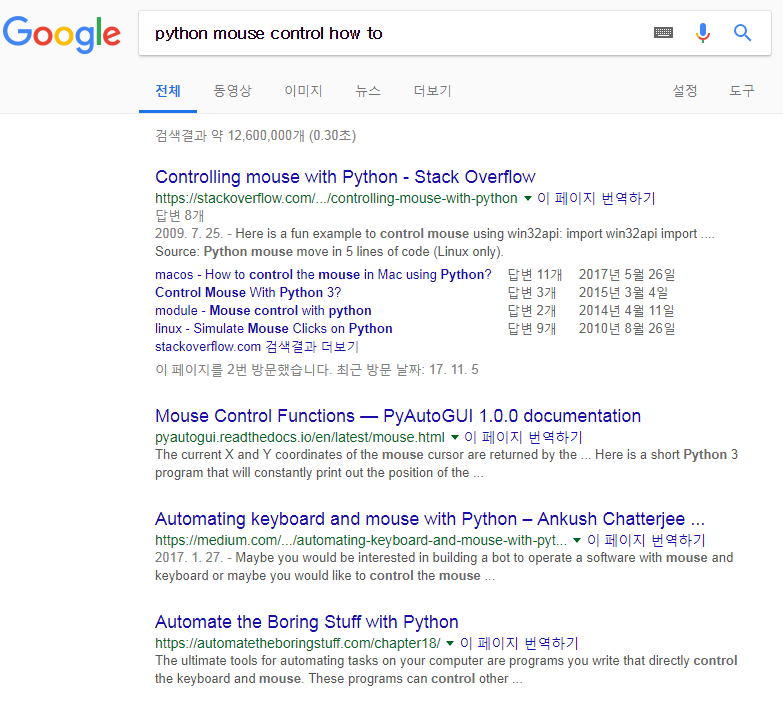 Google
python mouse control how to
전체 동영상 이미지 뉴스 더보기 설정 도구
검색결과 약 12,600,000개 (0.30초)
Controlling mouse with Python - Stack Overflow
https://stackoverflow.com/.../controlling-mouse-with-python ▼ 이 페이지 번역하기
답변 8개
2009. 7. 25. - Here is a fun example to control mouse using win32api: import win32api import ....
Source: Python mouse move in 5 lines of code (Linux only).
macos - How to control the mouse in Mac using Python? 답변 11개 2017년 5월 26일
Control Mouse With Python 3? 답변 3개 2015년 3월 4일
module - Mouse control with python 답변 2개 2014년 4월 11일
linux - Simulate Mouse Clicks on Python 답변 9개 2010년 8월 26일
stackoverflow.com 검색결과 더보기
이 페이지를 2번 방문했습니다. 최근 방문 날짜: 17. 11. 5
Mouse Control Functions — PyAutoGUI 1.0.0 documentation
pyautogui.readthedocs.io/en/latest/mouse.html ▼ 이 페이지 번역하기
The current X and Y coordinates of the mouse cursor are returned by the ... Here is a short Python 3
program that will constantly print out the position of the ...
Automating keyboard and mouse with Python – Ankush Chatterjee ...
https://medium.com/.../automating-keyboard-and-mouse-with-pyt... ▼ 이 페이지 번역하기
2017. 1. 27. - Maybe you would be interested in building a bot to operate a software with mouse and
keyboard or maybe you would like to control the mouse ...
Automate the Boring Stuff with Python
https://automatetheboringstuff.com/chapter18/ ▼ 이 페이지 번역하기
The ultimate tools for automating tasks on your computer are programs you write that directly control
the keyboard and mouse. These programs can control other ...